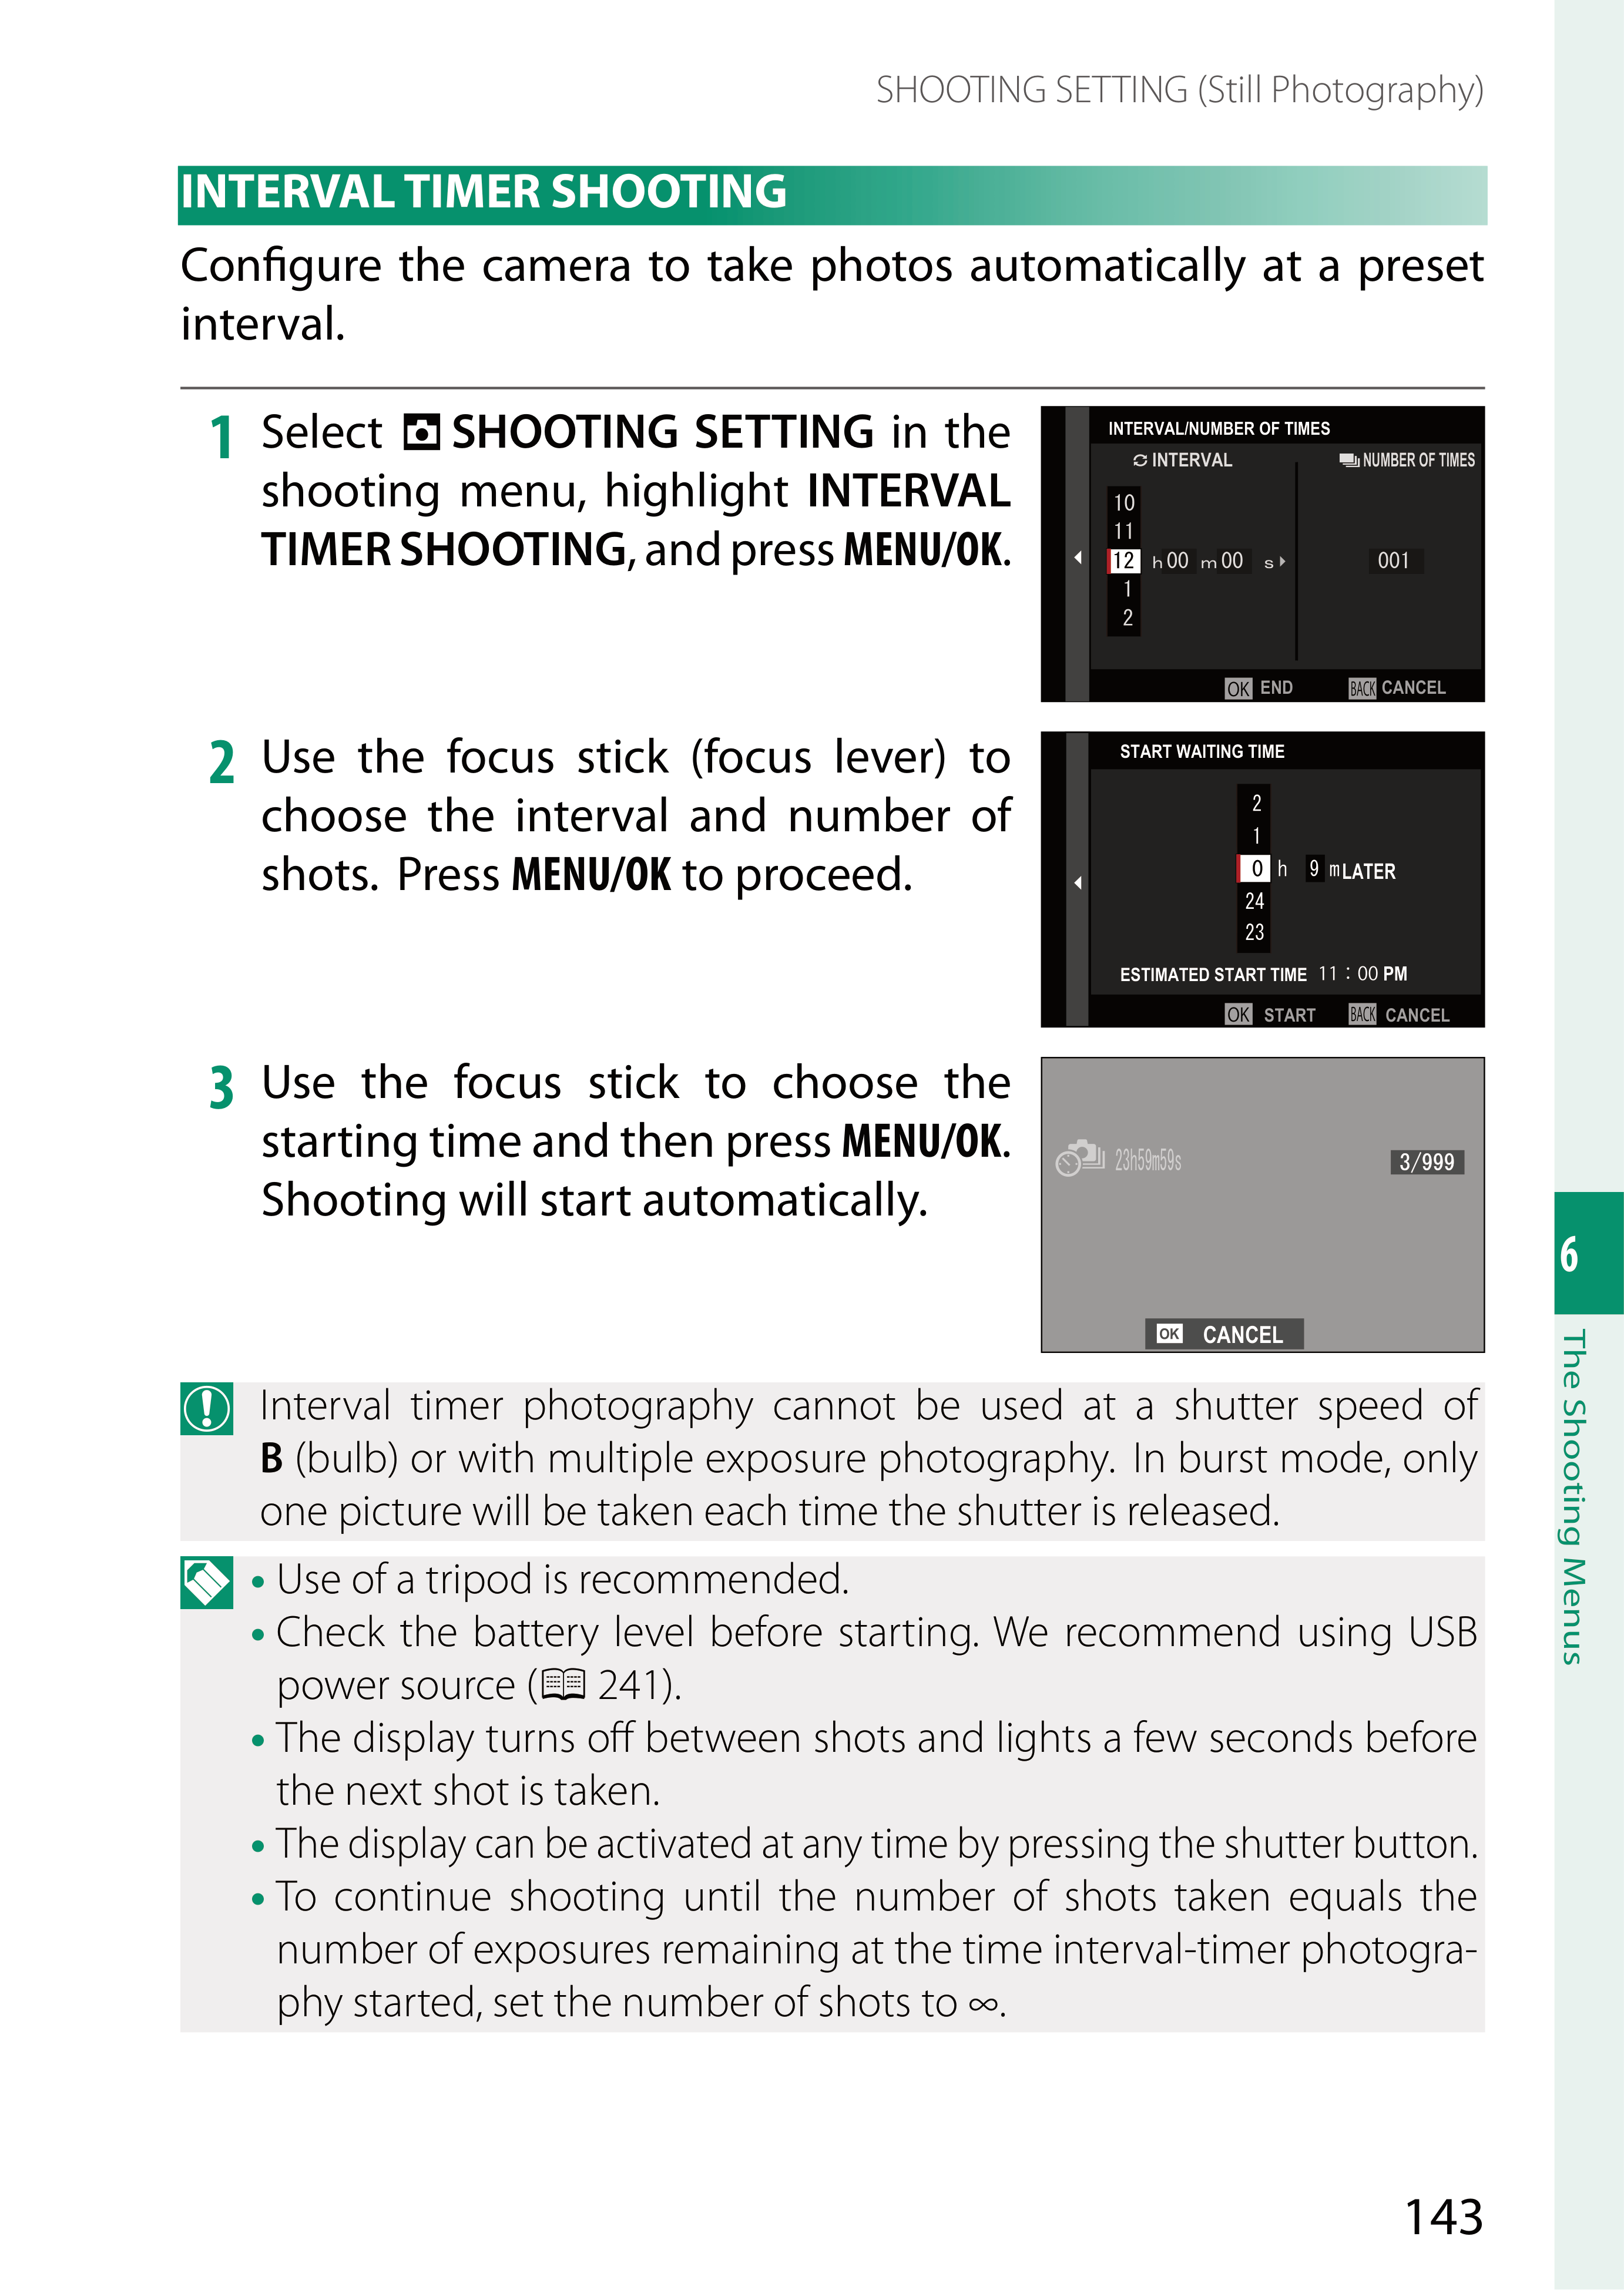 SHOOTING SETTING (Still Photography)
INTERVAL TIMER SHOOTING
Configure the camera to take photos automatically at a preset
interval.
1 Select SHOOTING SETTING in the
shooting menu, highlight INTERVAL
TIMER SHOOTING, and press MENU/OK.
INTERVAL/NUMBER OF TIMES
INTERVAL NUMBER OF TIMES
10
11
12 h 00 m 00 s 001
1
2
OK END BACK CANCEL
2 Use the focus stick (focus lever) to
choose the interval and number of
shots. Press MENU/OK to proceed.
START WAITING TIME
2
1
0 h 9 m LATER
24
23
ESTIMATED START TIME 11 : 00 PM
OK START BACK CANCEL
3 Use the focus stick to choose the
starting time and then press MENU/OK.
Shooting will start automatically.
23h59m59s 3/999
OK CANCEL
Interval timer photography cannot be used at a shutter speed of
B (bulb) or with multiple exposure photography. In burst mode, only
one picture will be taken each time the shutter is released.
• Use of a tripod is recommended.
• Check the battery level before starting. We recommend using USB
power source ( 241).
• The display turns off between shots and lights a few seconds before
the next shot is taken.
• The display can be activated at any time by pressing the shutter button.
• To continue shooting until the number of shots taken equals the
number of exposures remaining at the time interval-timer photogra-
phy started, set the number of shots to ∞.
6
The Shooting Menus
143